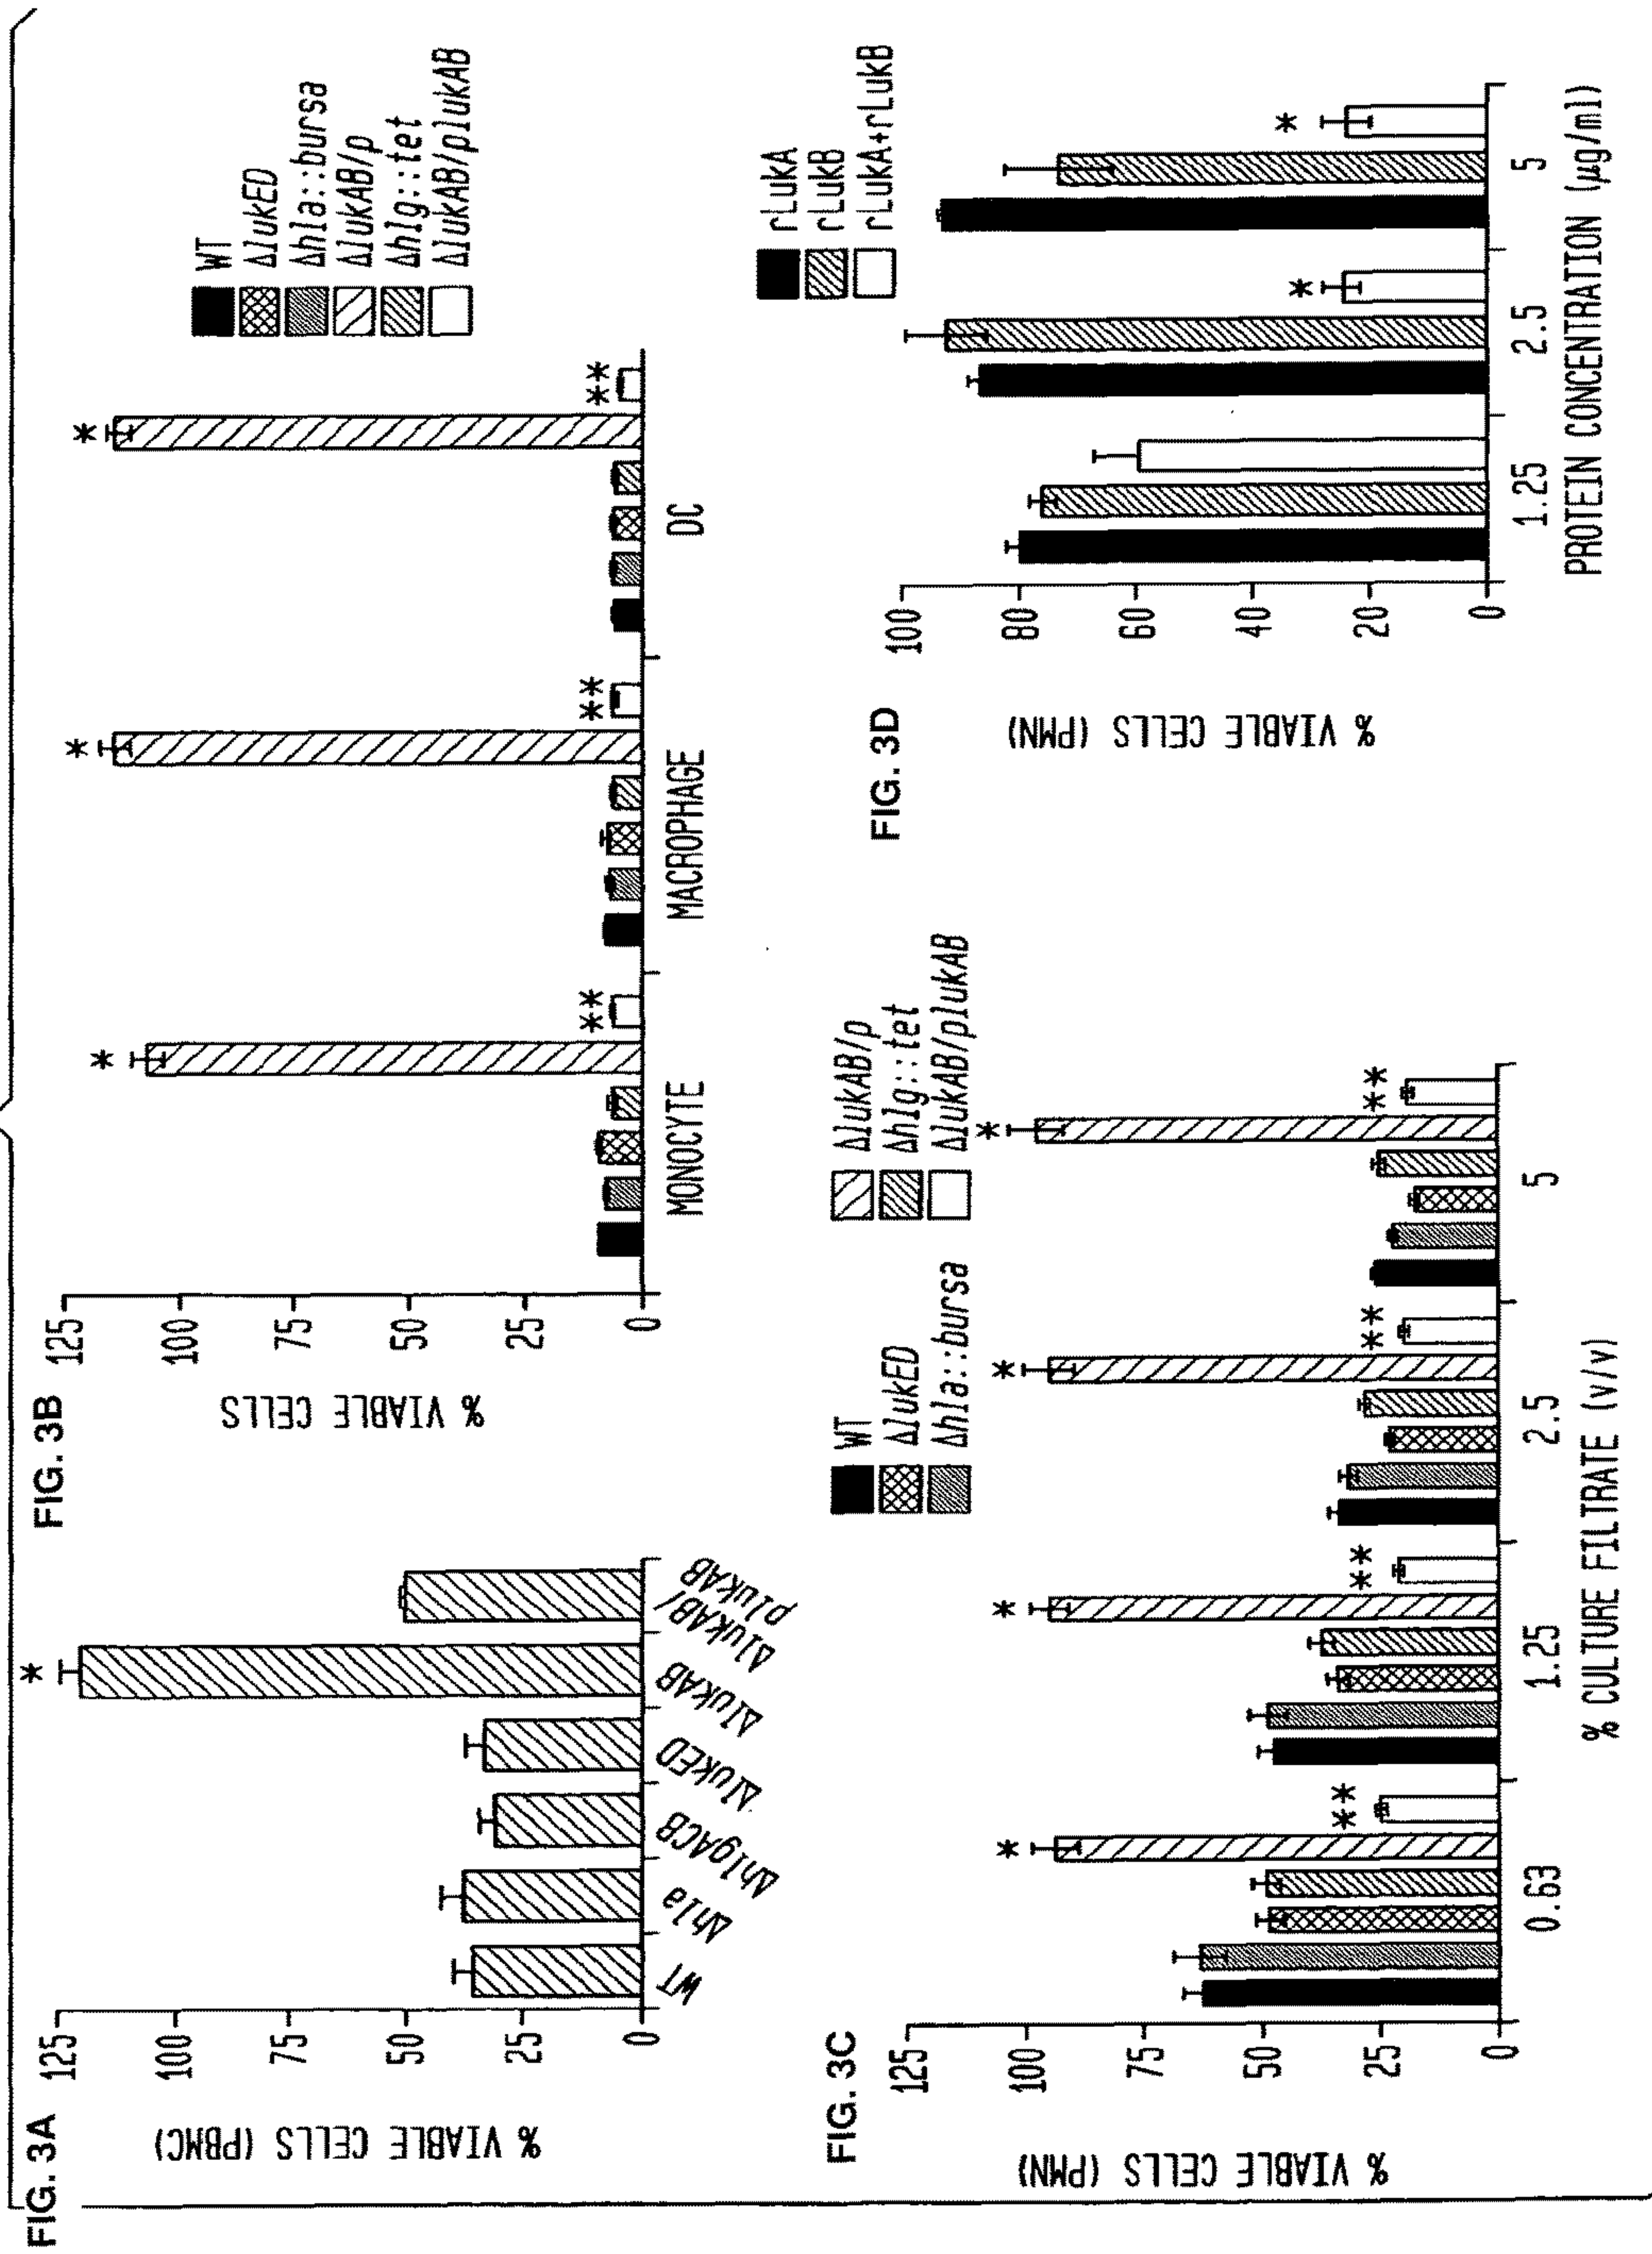 FIG. 3A
% VIABLE CELLS (PBMC)
125
100
75
50
25
0
*
WT
Δhla
ΔhlgACB
ΔlukED
ΔlukAB
ΔlukAB/
plukAB
FIG. 3B
% VIABLE CELLS
125
100
75
50
25
0
* ** * ** * **
MONOCYTE MACROPHAGE DC
WT
ΔlukED
Δhla::bursa
ΔlukAB/p
Δhlg::tet
ΔlukAB/plukAB
FIG. 3C
% VIABLE CELLS (PMN)
125
100
75
50
25
0
WT
ΔlukED
Δhla::bursa
ΔlukAB/p
Δhlg::tet
ΔlukAB/plukAB
* ** * ** * ** * **
0.63 1.25 2.5 5
% CULTURE FILTRATE (v/v)
FIG. 3D
% VIABLE CELLS (PMN)
100
80
60
40
20
0
rLukA
rLukB
rLukA+rLukB
* *
1.25 2.5 5
PROTEIN CONCENTRATION (μg/ml)